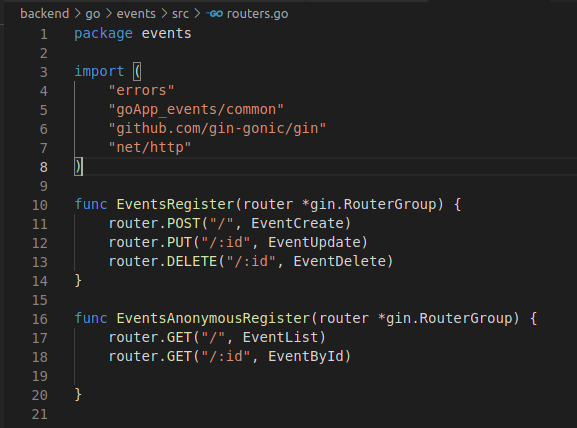 backend > go > events > src > GO routers.go
1 package events
2
3 import (
4     "errors"
5     "goApp_events/common"
6     "github.com/gin-gonic/gin"
7     "net/http"
8 )
9
10 func EventsRegister(router *gin.RouterGroup) {
11     router.POST("/", EventCreate)
12     router.PUT("/:id", EventUpdate)
13     router.DELETE("/:id", EventDelete)
14 }
15
16 func EventsAnonymousRegister(router *gin.RouterGroup) {
17     router.GET("/", EventList)
18     router.GET("/:id", EventById)
19
20 }
21